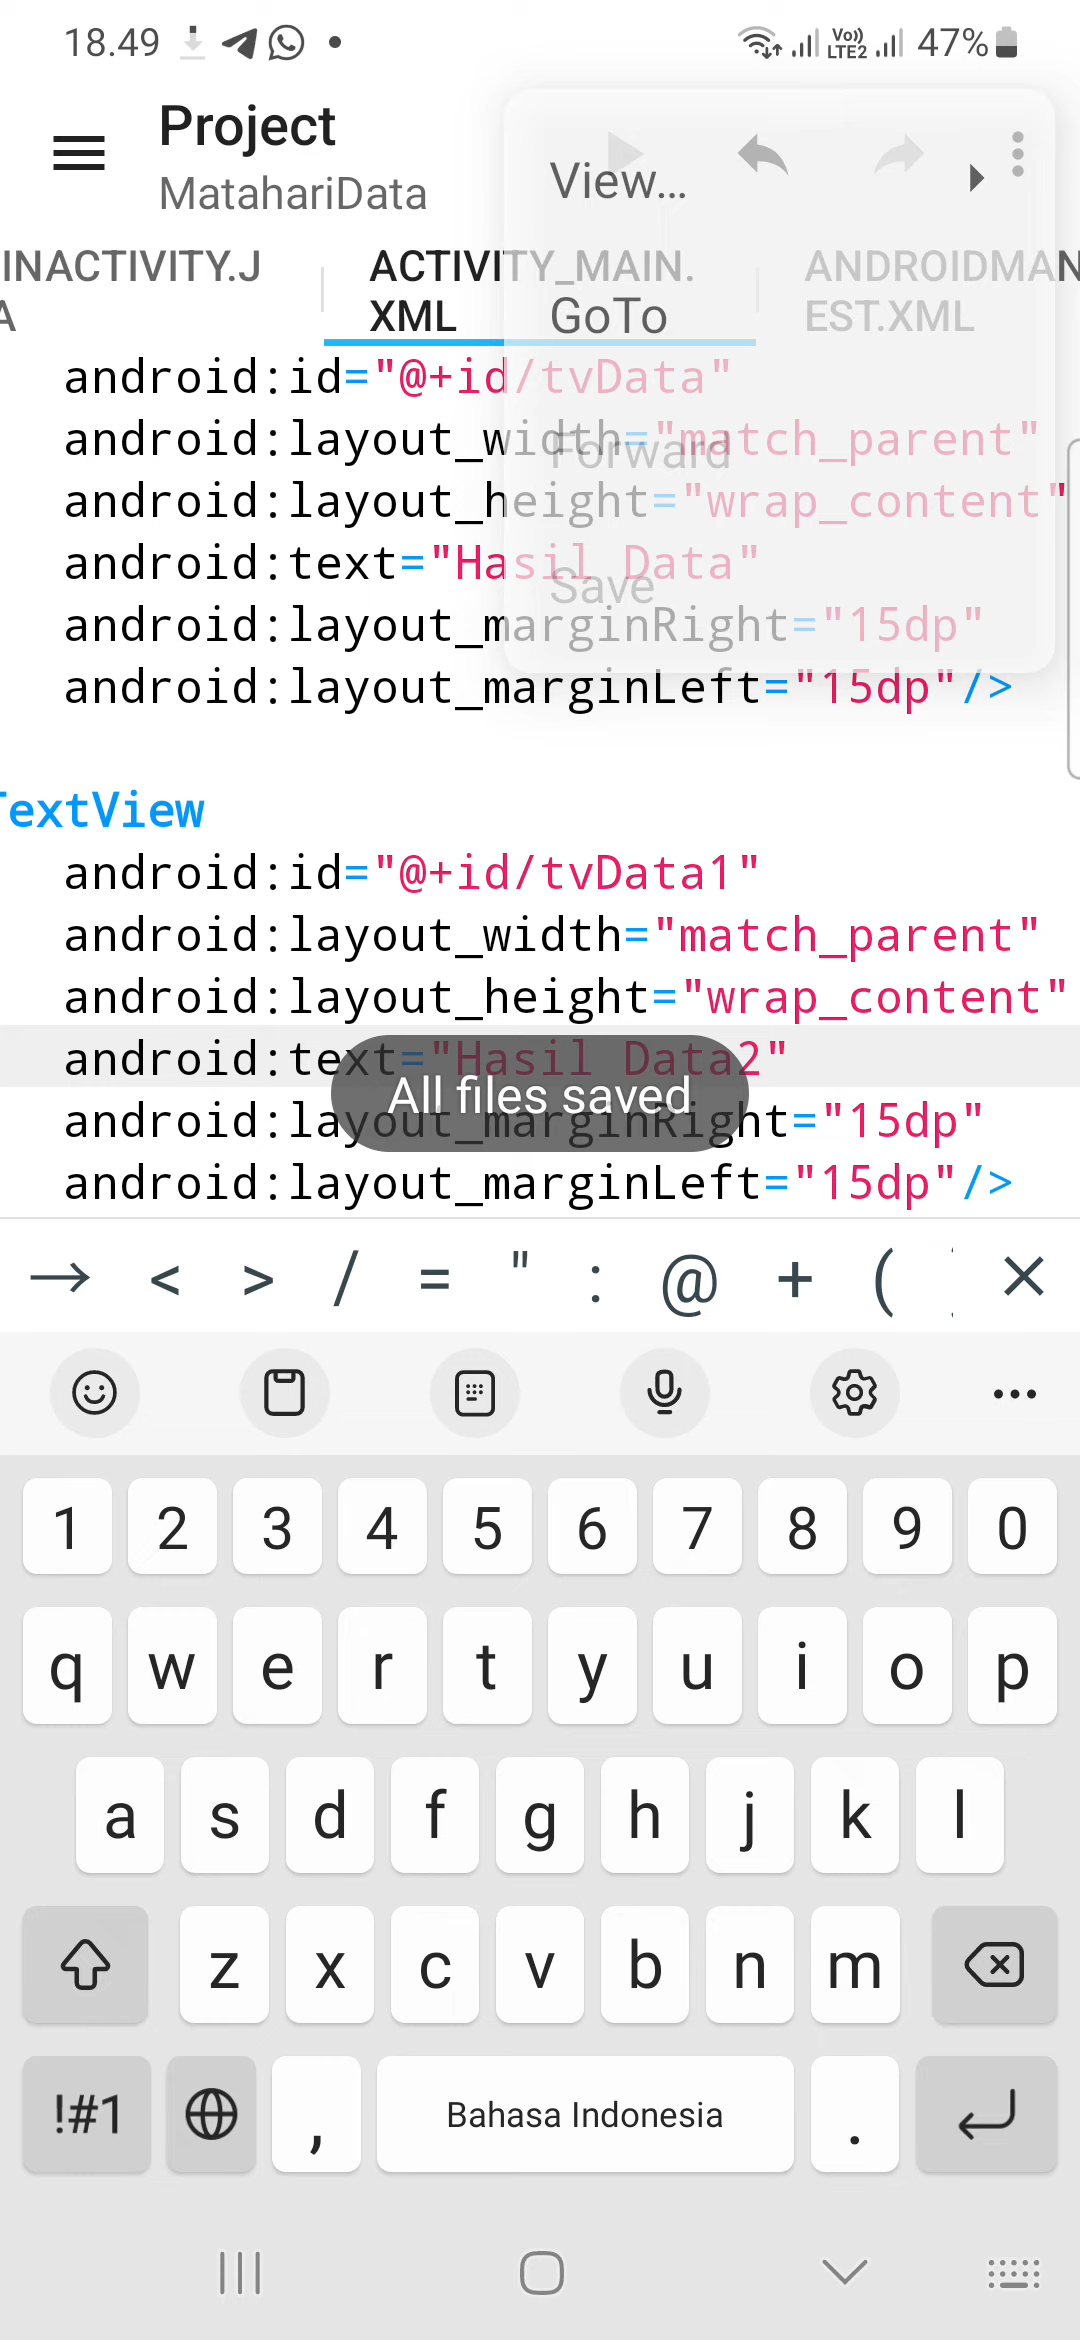 18.49
Vo)) LTE2
47%
Project
MatahariData
View...
INACTIVITY.J
A
ACTIVITY_MAIN.
XML
ANDROIDMAN
EST.XML
GoTo
android:id="@+id/tvData"
android:layout_width="match_parent"
Forward
android:layout_height="wrap_content"
android:text="Hasil Data"
Save
android:layout_marginRight="15dp"
android:layout_marginLeft="15dp"/>
TextView
android:id="@+id/tvData1"
android:layout_width="match_parent"
android:layout_height="wrap_content"
android:text="Hasil Data2"
All files saved
android:layout_marginRight="15dp"
android:layout_marginLeft="15dp"/>
→ < > / = " : @ + (
1 2 3 4 5 6 7 8 9 0
q w e r t y u i o p
a s d f g h j k l
z x c v b n m
!#1 , Bahasa Indonesia .